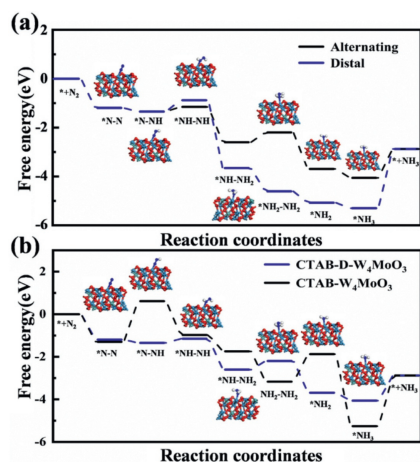 (a)
Alternating
Distal
Free energy(eV)
2
0
-2
-4
-6
*+N₂
*N-N
*N-NH
*NH-NH
*NH-NH₂
*NH₂-NH₂
*NH₂
*NH₃
*+NH₃
Reaction coordinates
(b)
CTAB-D-W₄MoO₃
CTAB-W₄MoO₃
Free energy(eV)
4
2
0
-2
-4
-6
*+N₂
*N-N
*N-NH
*NH-NH
*NH-NH₂
NH₂-NH₂
*NH₂
*NH₃
*+NH₃
Reaction coordinates